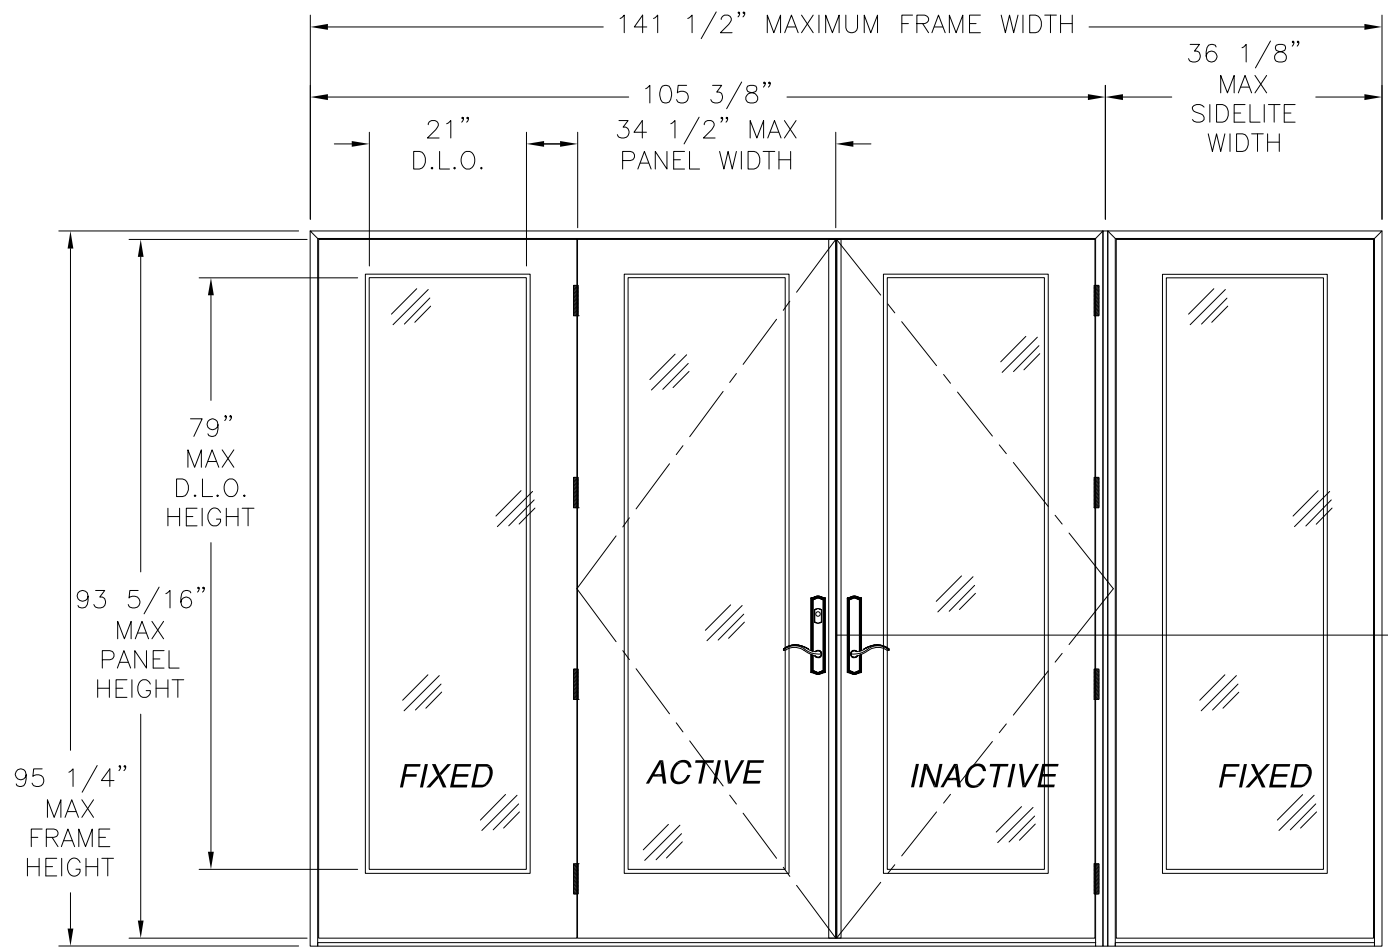 141 1/2” MAXIMUM FRAME WIDTH
36 1/8”
MAX
SIDELITE
WIDTH
105 3/8”
21”
D.L.O.
34 1/2” MAX
PANEL WIDTH
79”
MAX
D.L.O.
HEIGHT
93 5/16”
MAX
PANEL
HEIGHT
95 1/4”
MAX
FRAME
HEIGHT
FIXED
ACTIVE
INACTIVE
FIXED